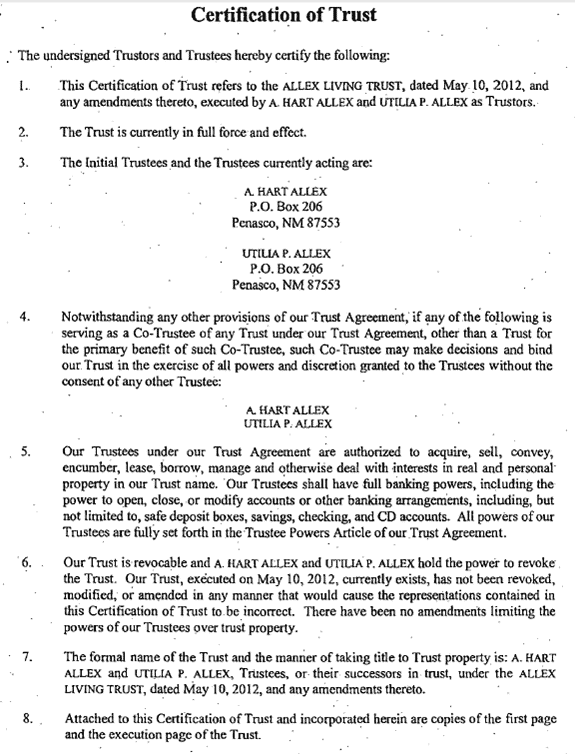 Certification of Trust
The undersigned Trustors and Trustees hereby certify the following:
1. This Certification of Trust refers to the ALLEX LIVING TRUST, dated May 10, 2012, and
any amendments thereto, executed by A. HART ALLEX and UTILIA P. ALLEX as Trustors.
2. The Trust is currently in full force and effect.
3. The Initial Trustees and the Trustees currently acting are:
A. HART ALLEX
P.O. Box 206
Penasco, NM 87553
UTILIA P. ALLEX
P.O. Box 206
Penasco, NM 87553
4. Notwithstanding any other provisions of our Trust Agreement, if any of the following is
serving as a Co-Trustee of any Trust under our Trust Agreement, other than a Trust for
the primary benefit of such Co-Trustee, such Co-Trustee may make decisions and bind
our Trust in the exercise of all powers and discretion granted to the Trustees without the
consent of any other Trustee:
A. HART ALLEX
UTILIA P. ALLEX
5. Our Trustees under our Trust Agreement are authorized to acquire, sell, convey,
encumber, lease, borrow, manage and otherwise deal with interests in real and personal
property in our Trust name. Our Trustees shall have full banking powers, including the
power to open, close, or modify accounts or other banking arrangements, including, but
not limited to, safe deposit boxes, savings, checking, and CD accounts. All powers of our
Trustees are fully set forth in the Trustee Powers Article of our Trust Agreement.
6. Our Trust is revocable and A. HART ALLEX and UTILIA P. ALLEX hold the power to revoke
the Trust. Our Trust, executed on May 10, 2012, currently exists, has not been revoked,
modified, or amended in any manner that would cause the representations contained in
this Certification of Trust to be incorrect. There have been no amendments limiting the
powers of our Trustees over trust property.
7. The formal name of the Trust and the manner of taking title to Trust property is: A. HART
ALLEX and UTILIA P. ALLEX, Trustees, or their successors in trust, under the ALLEX
LIVING TRUST, dated May 10, 2012, and any amendments thereto.
8. Attached to this Certification of Trust and incorporated herein are copies of the first page
and the execution page of the Trust.